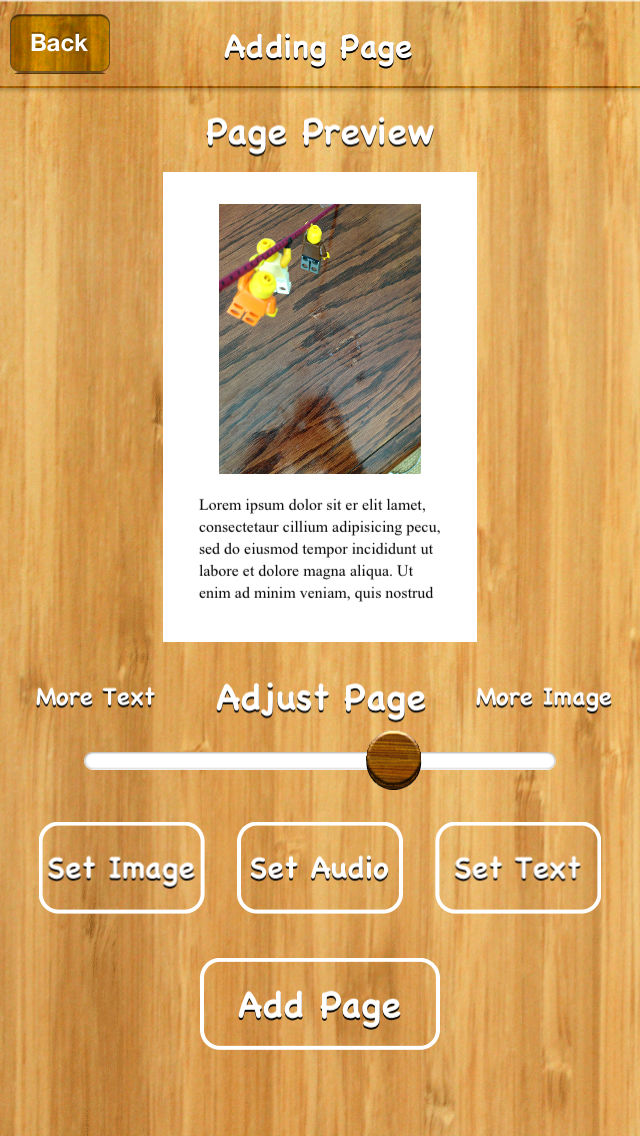 Back
Adding Page
Page Preview
Lorem ipsum dolor sit er elit lamet,
consectetaur cillium adipisicing pecu,
sed do eiusmod tempor incididunt ut
labore et dolore magna aliqua. Ut
enim ad minim veniam, quis nostrud
More Text
Adjust Page
More Image
Set Image
Set Audio
Set Text
Add Page